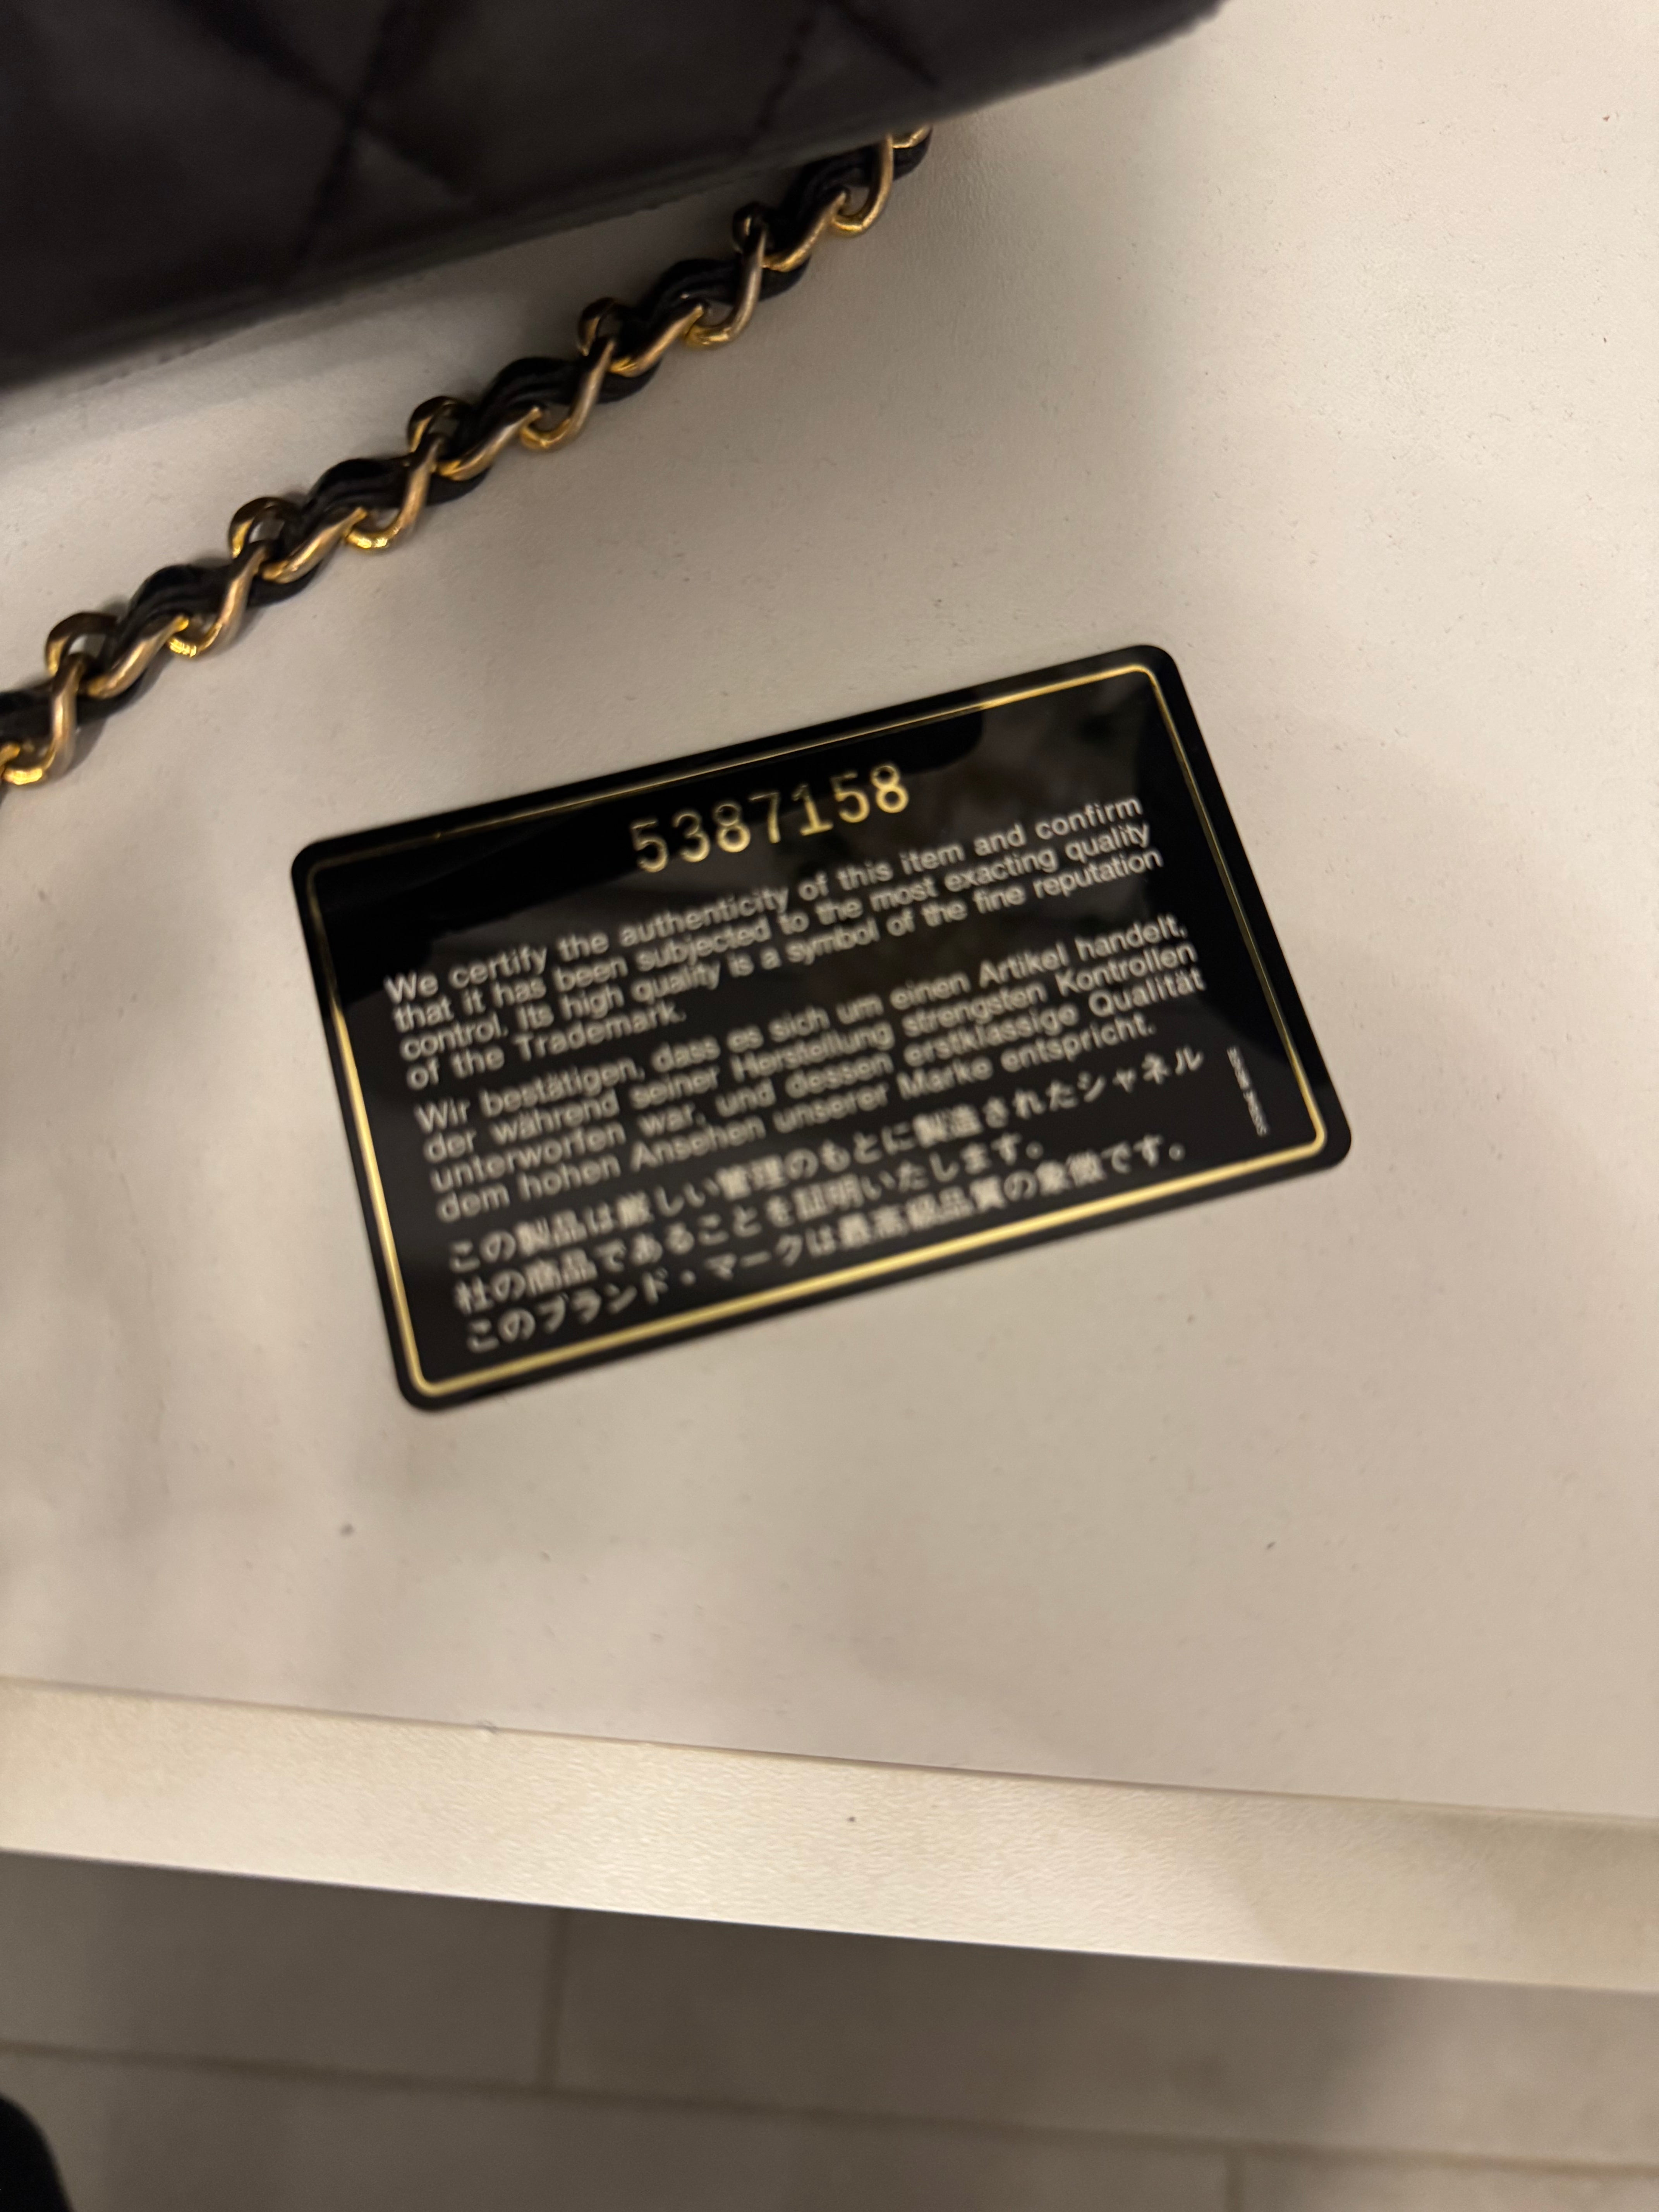 5387158
We certify the authenticity of this item and confirm
that it has been subjected to the most exacting quality
control. Its high quality is a symbol of the fine reputation
of the Trademark.
Wir bestätigen, dass es sich um einen Artikel handelt,
der während seiner Herstellung strengsten Kontrollen
unterworfen war, und dessen erstklassige Qualität
dem hohen Ansehen unserer Marke entspricht.
この製品は厳しい管理のもとに製造されたシャネル
社の商品であることを証明いたします。
このブランド・マークは最高級品質の象徴です。